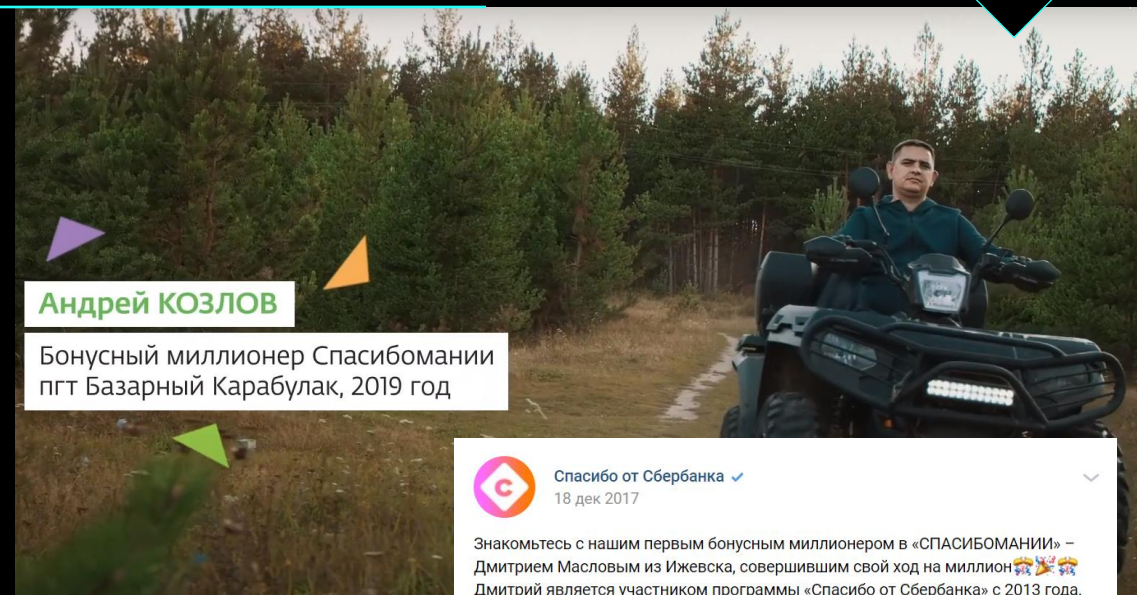 Андрей КОЗЛОВ
Бонусный миллионер Спасибомании
пгт Базарный Карабулак, 2019 год
Спасибо от Сбербанка
18 дек 2017
Знакомьтесь с нашим первым бонусным миллионером в «СПАСИБОМАНИИ» –
Дмитрием Масловым из Ижевска, совершившим свой ход на миллион🎊🎉🎊
Дмитрий является участником программы «Спасибо от Сбербанка» с 2013 года.